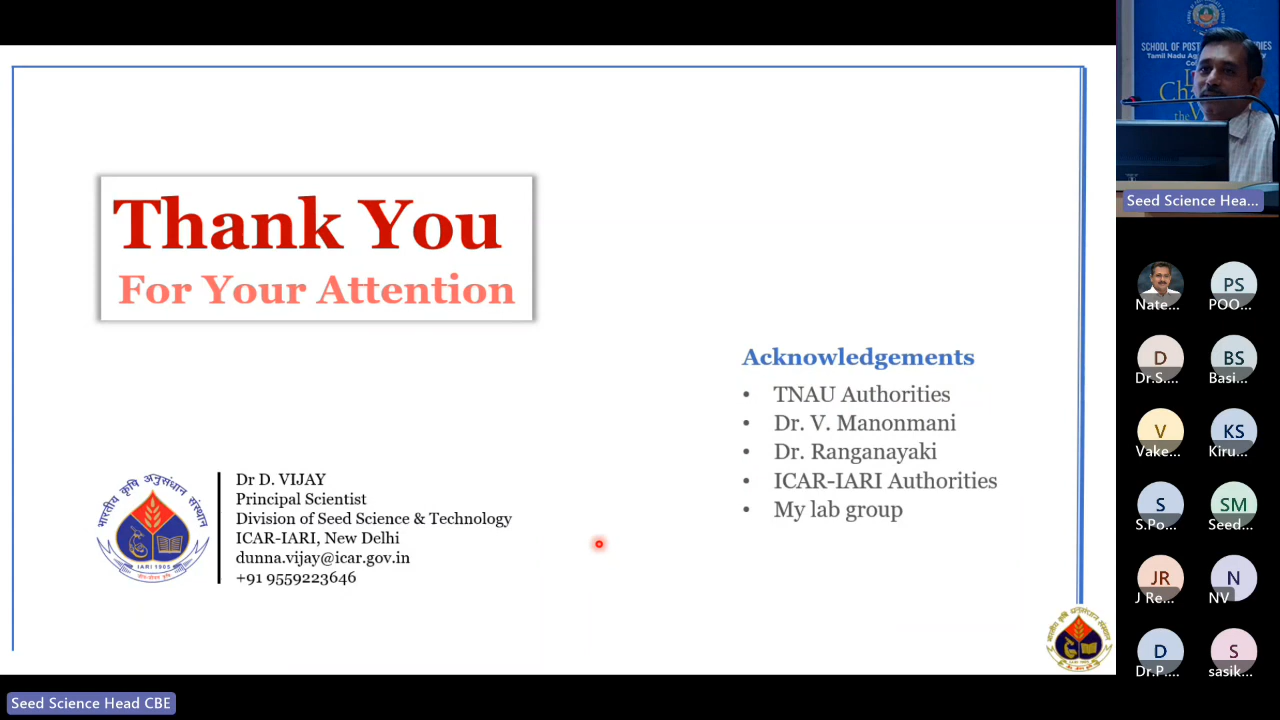 Thank You
For Your Attention
Acknowledgements
• TNAU Authorities
• Dr. V. Manonmani
• Dr. Ranganayaki
• ICAR-IARI Authorities
• My lab group
भारतीय कृषि अनुसंधान संस्थान
IARI 1905
Dr D. VIJAY
Principal Scientist
Division of Seed Science & Technology
ICAR-IARI, New Delhi
dunna.vijay@icar.gov.in
+91 9559223646
Seed Science Head CBE
SCHOOL OF POST
Tamil Nadu
Seed Science Hea...
Nate...
PS
POO...
D
Dr.S....
BS
Basi...
V
Vake...
KS
Kiru...
S
S.Po...
SM
Seed...
JR
J Re...
N
NV
D
Dr.P....
S
sasik...